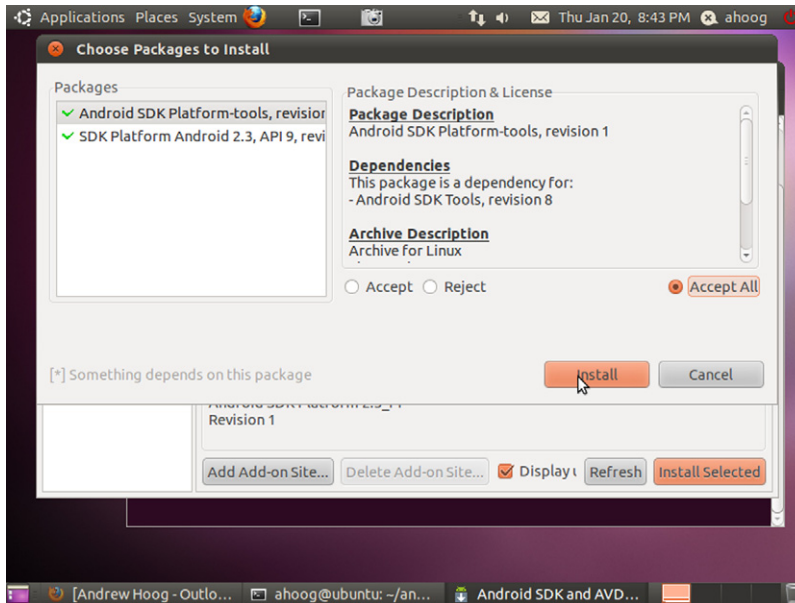 Applications Places System
Thu Jan 20, 8:43 PM
ahoog
Choose Packages to Install
Packages
Android SDK Platform-tools, revision
SDK Platform Android 2.3, API 9, revi
Package Description & License
Package Description
Android SDK Platform-tools, revision 1
Dependencies
This package is a dependency for:
- Android SDK Tools, revision 8
Archive Description
Archive for Linux
Accept
Reject
Accept All
[*] Something depends on this package
Install
Cancel
Revision 1
Add Add-on Site...
Delete Add-on Site...
Display
Refresh
Install Selected
[Andrew Hoog - Outlo...
ahoog@ubuntu: ~/an...
Android SDK and AVD...